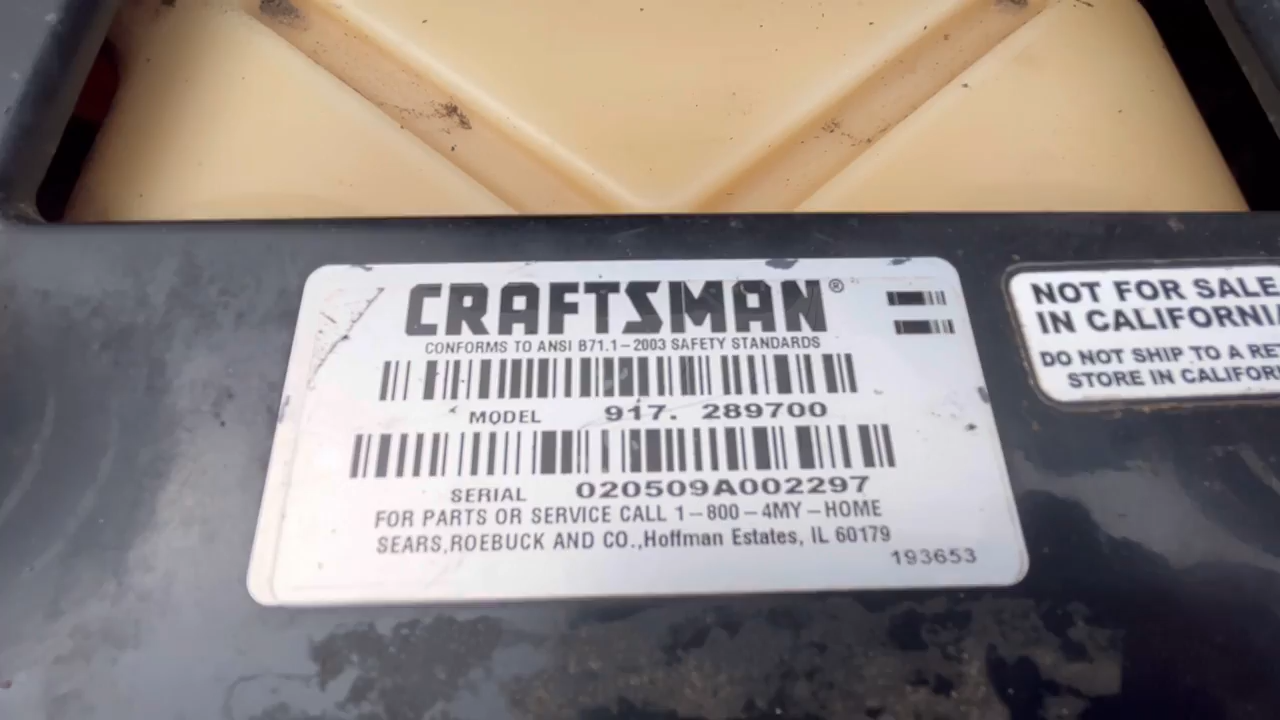 CRAFTSMAN®
CONFORMS TO ANSI B71.1-2003 SAFETY STANDARDS
MODEL 917. 289700
SERIAL 020509A002297
FOR PARTS OR SERVICE CALL 1-800-4MY-HOME
SEARS,ROEBUCK AND CO.,Hoffman Estates, IL 60179
193653
NOT FOR SALE
IN CALIFORNIA
DO NOT SHIP TO A RE
STORE IN CALIFOR